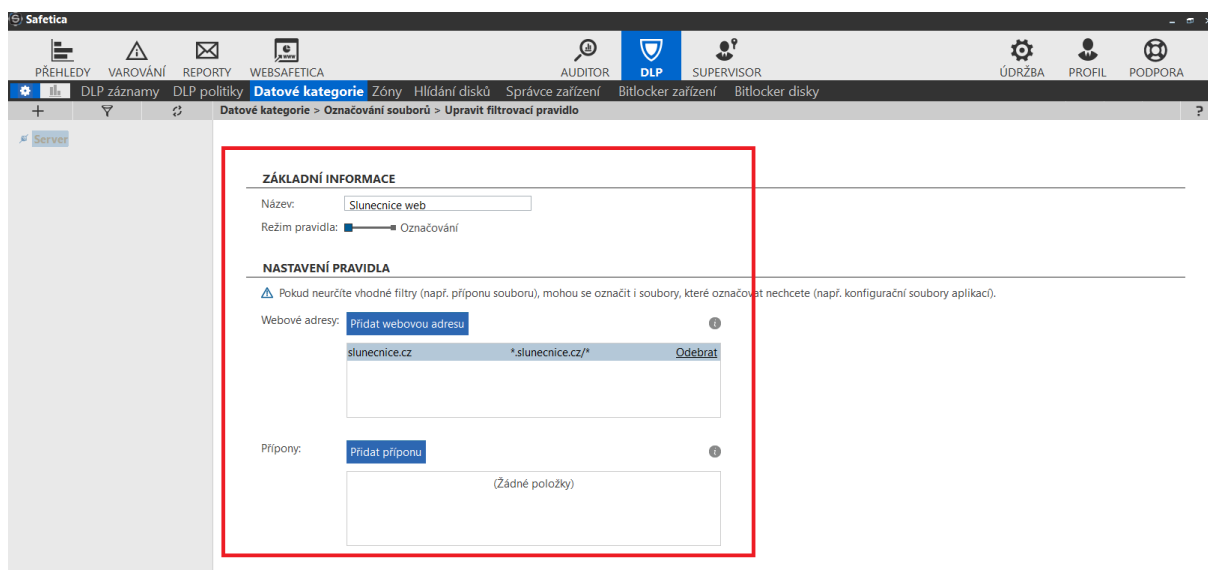 Safetica
PŘEHLEDY VAROVÁNÍ REPORTY WEBSAFETICA AUDITOR DLP SUPERVISOR ÚDRŽBA PROFIL PODPORA
DLP záznamy DLP politiky Datové kategorie Zóny Hlídání disků Správce zařízení Bitlocker zařízení Bitlocker disky
Datové kategorie > Označování souborů > Upravit filtrovací pravidlo ?
Server
ZÁKLADNÍ INFORMACE
Název: Slunecnice web
Režim pravidla: Označování
NASTAVENÍ PRAVIDLA
Pokud neurčíte vhodné filtry (např. příponu souboru), mohou se označit i soubory, které označovat nechcete (např. konfigurační soubory aplikací).
Webové adresy: Přidat webovou adresu
slunecnice.cz *.slunecnice.cz/* Odebrat
Přípony: Přidat příponu
(Žádné položky)